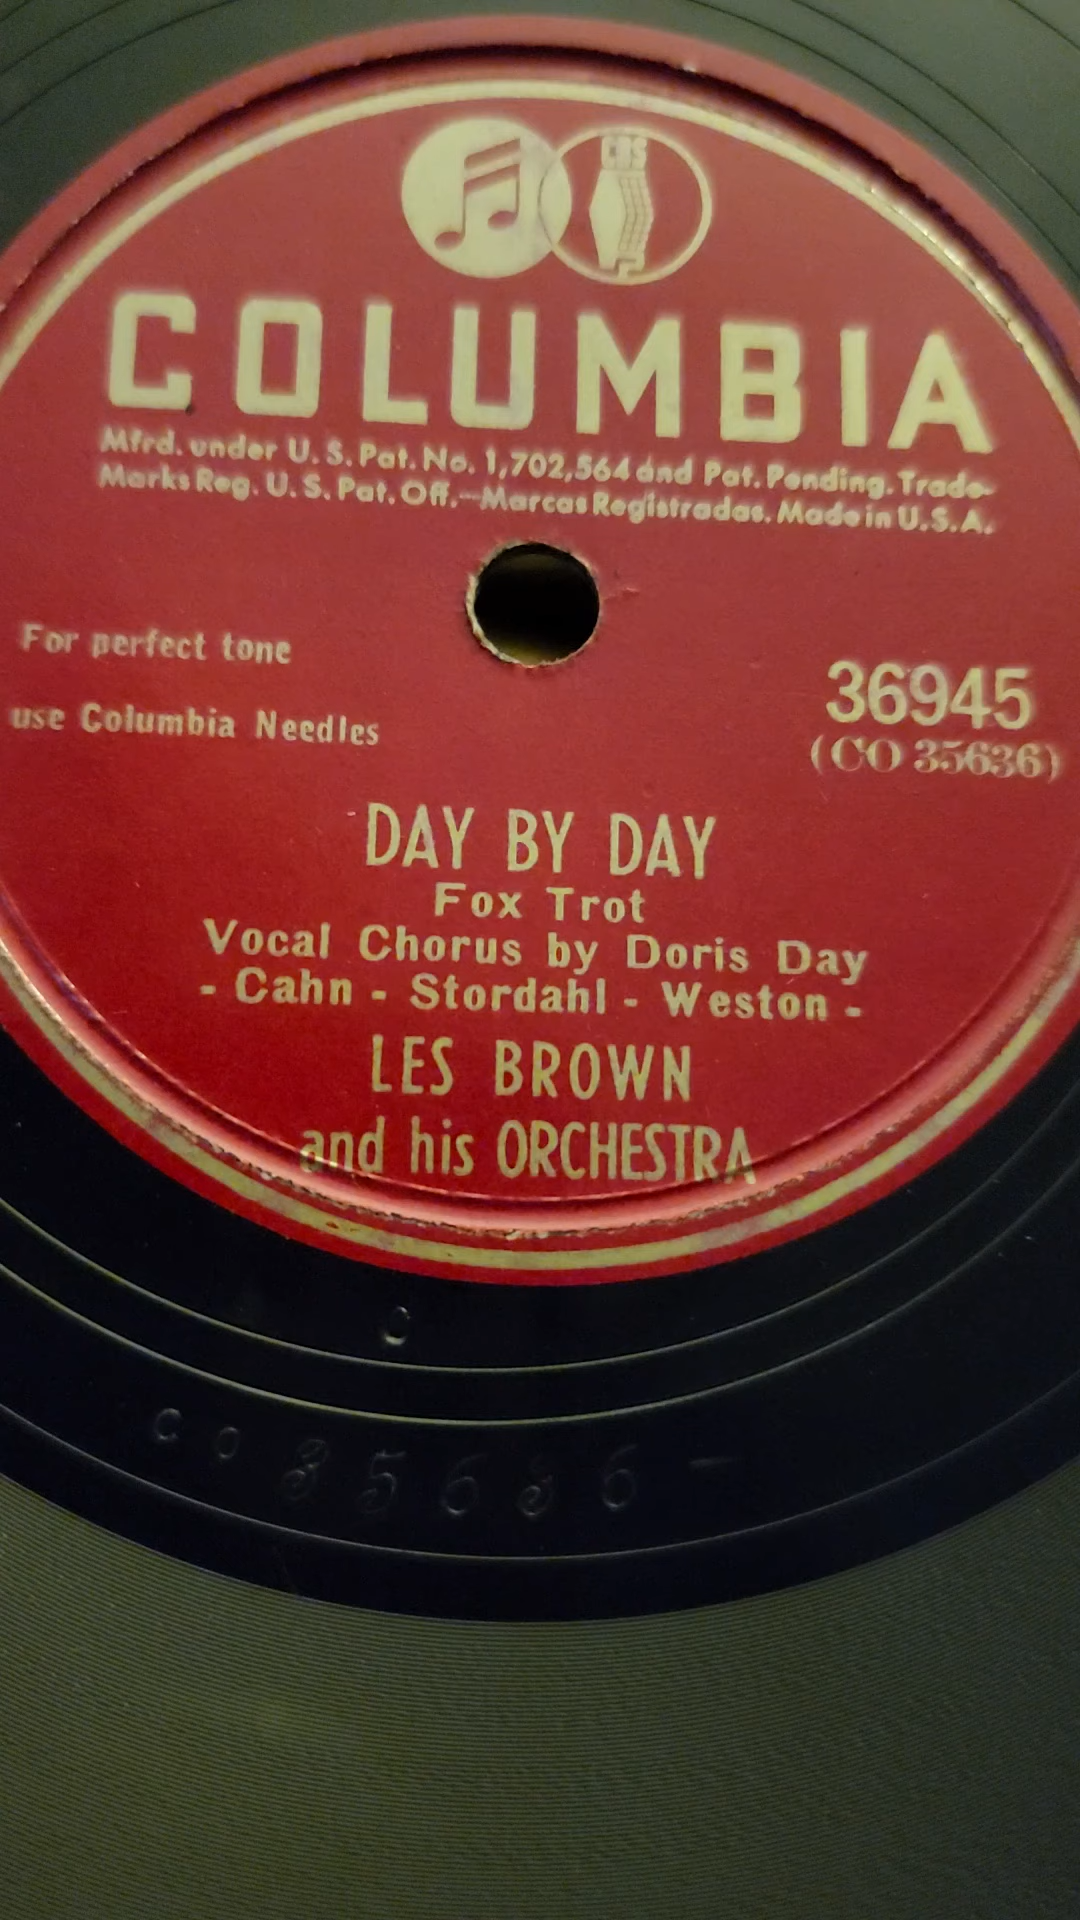 CBS
COLUMBIA
Mfrd. under U. S. Pat. No. 1,702,564 and Pat. Pending. Trade-
Marks Reg. U. S. Pat. Off.—Marcas Registradas. Made in U.S.A.
For perfect tone
use Columbia Needles
36945
(CO 35636)
DAY BY DAY
Fox Trot
Vocal Chorus by Doris Day
- Cahn - Stordahl - Weston -
LES BROWN
and his ORCHESTRA
CO 35636 -